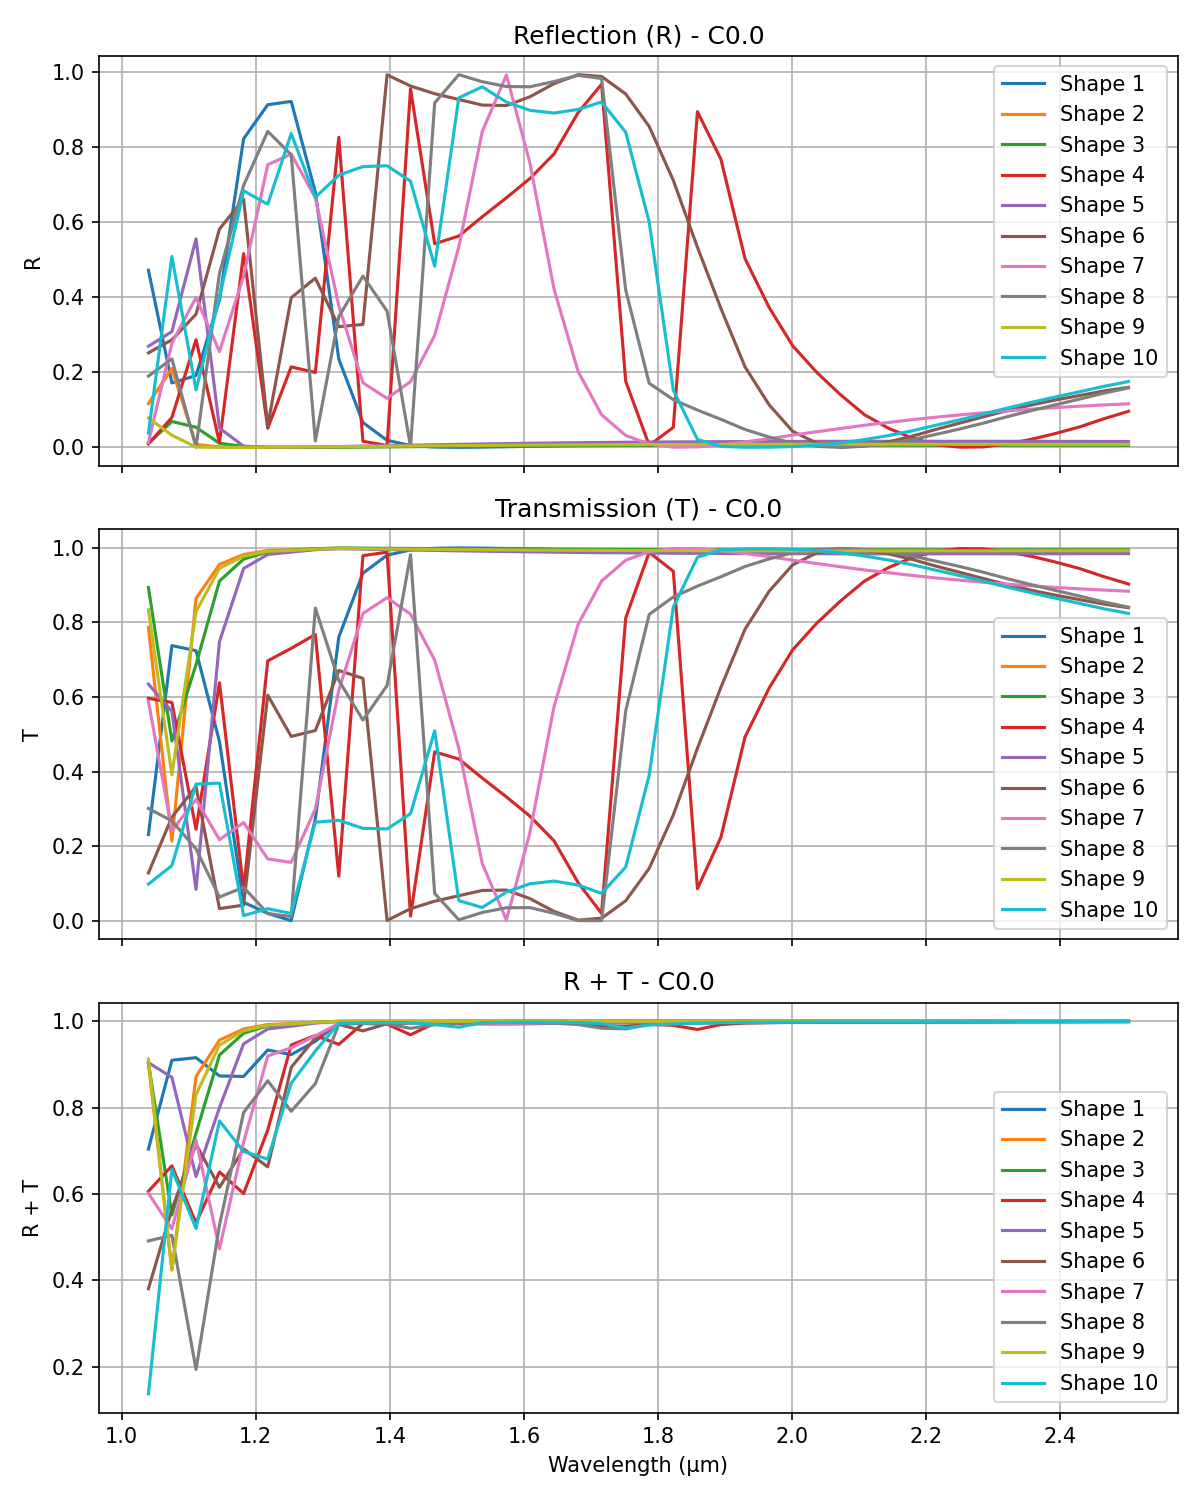 Reflection (R) - C0.0
1.0
0.8
0.6
0.4
0.2
0.0
R
Shape 1
Shape 2
Shape 3
Shape 4
Shape 5
Shape 6
Shape 7
Shape 8
Shape 9
Shape 10
Transmission (T) - C0.0
1.0
0.8
0.6
0.4
0.2
0.0
T
Shape 1
Shape 2
Shape 3
Shape 4
Shape 5
Shape 6
Shape 7
Shape 8
Shape 9
Shape 10
R + T - C0.0
1.0
0.8
0.6
0.4
0.2
R + T
Shape 1
Shape 2
Shape 3
Shape 4
Shape 5
Shape 6
Shape 7
Shape 8
Shape 9
Shape 10
1.0 1.2 1.4 1.6 1.8 2.0 2.2 2.4
Wavelength (μm)